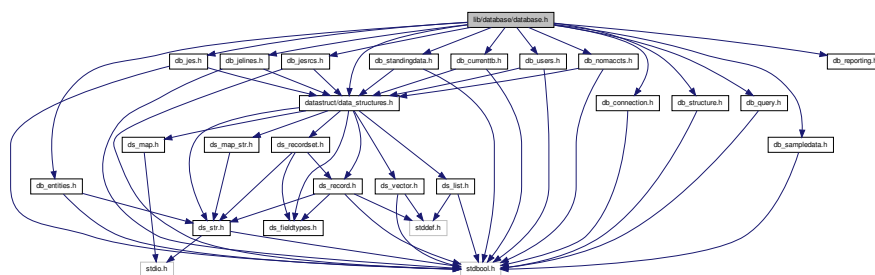 lib/database/database.h
db_jes.h
db_jelines.h
db_jesrcs.h
db_standingdata.h
db_currenttb.h
db_users.h
db_nomaccts.h
db_reporting.h
datastruct/data_structures.h
db_connection.h
db_structure.h
db_query.h
ds_map.h
ds_map_str.h
ds_recordset.h
db_sampledata.h
db_entities.h
ds_record.h
ds_vector.h
ds_list.h
ds_str.h
ds_fieldtypes.h
stddef.h
stdio.h
stdbool.h